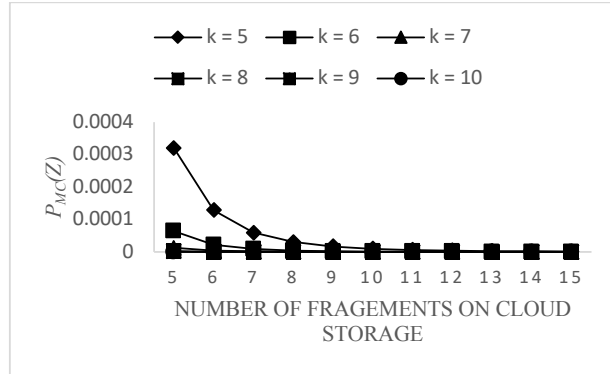 k = 5 k = 6 k = 7
k = 8 k = 9 k = 10
0.0004
0.0003
0.0002
0.0001
0
P_MC(Z)
5 6 7 8 9 10 11 12 13 14 15
NUMBER OF FRAGEMENTS ON CLOUD
STORAGE